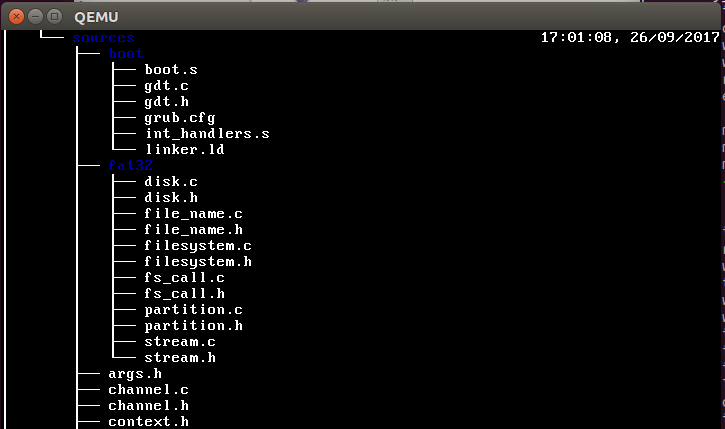 QEMU
sources 17:01:08, 26/09/2017
boot
boot.s
gdt.c
gdt.h
grub.cfg
int_handlers.s
linker.ld
fat32
disk.c
disk.h
file_name.c
file_name.h
filesystem.c
filesystem.h
fs_call.c
fs_call.h
partition.c
partition.h
stream.c
stream.h
args.h
channel.c
channel.h
context.h